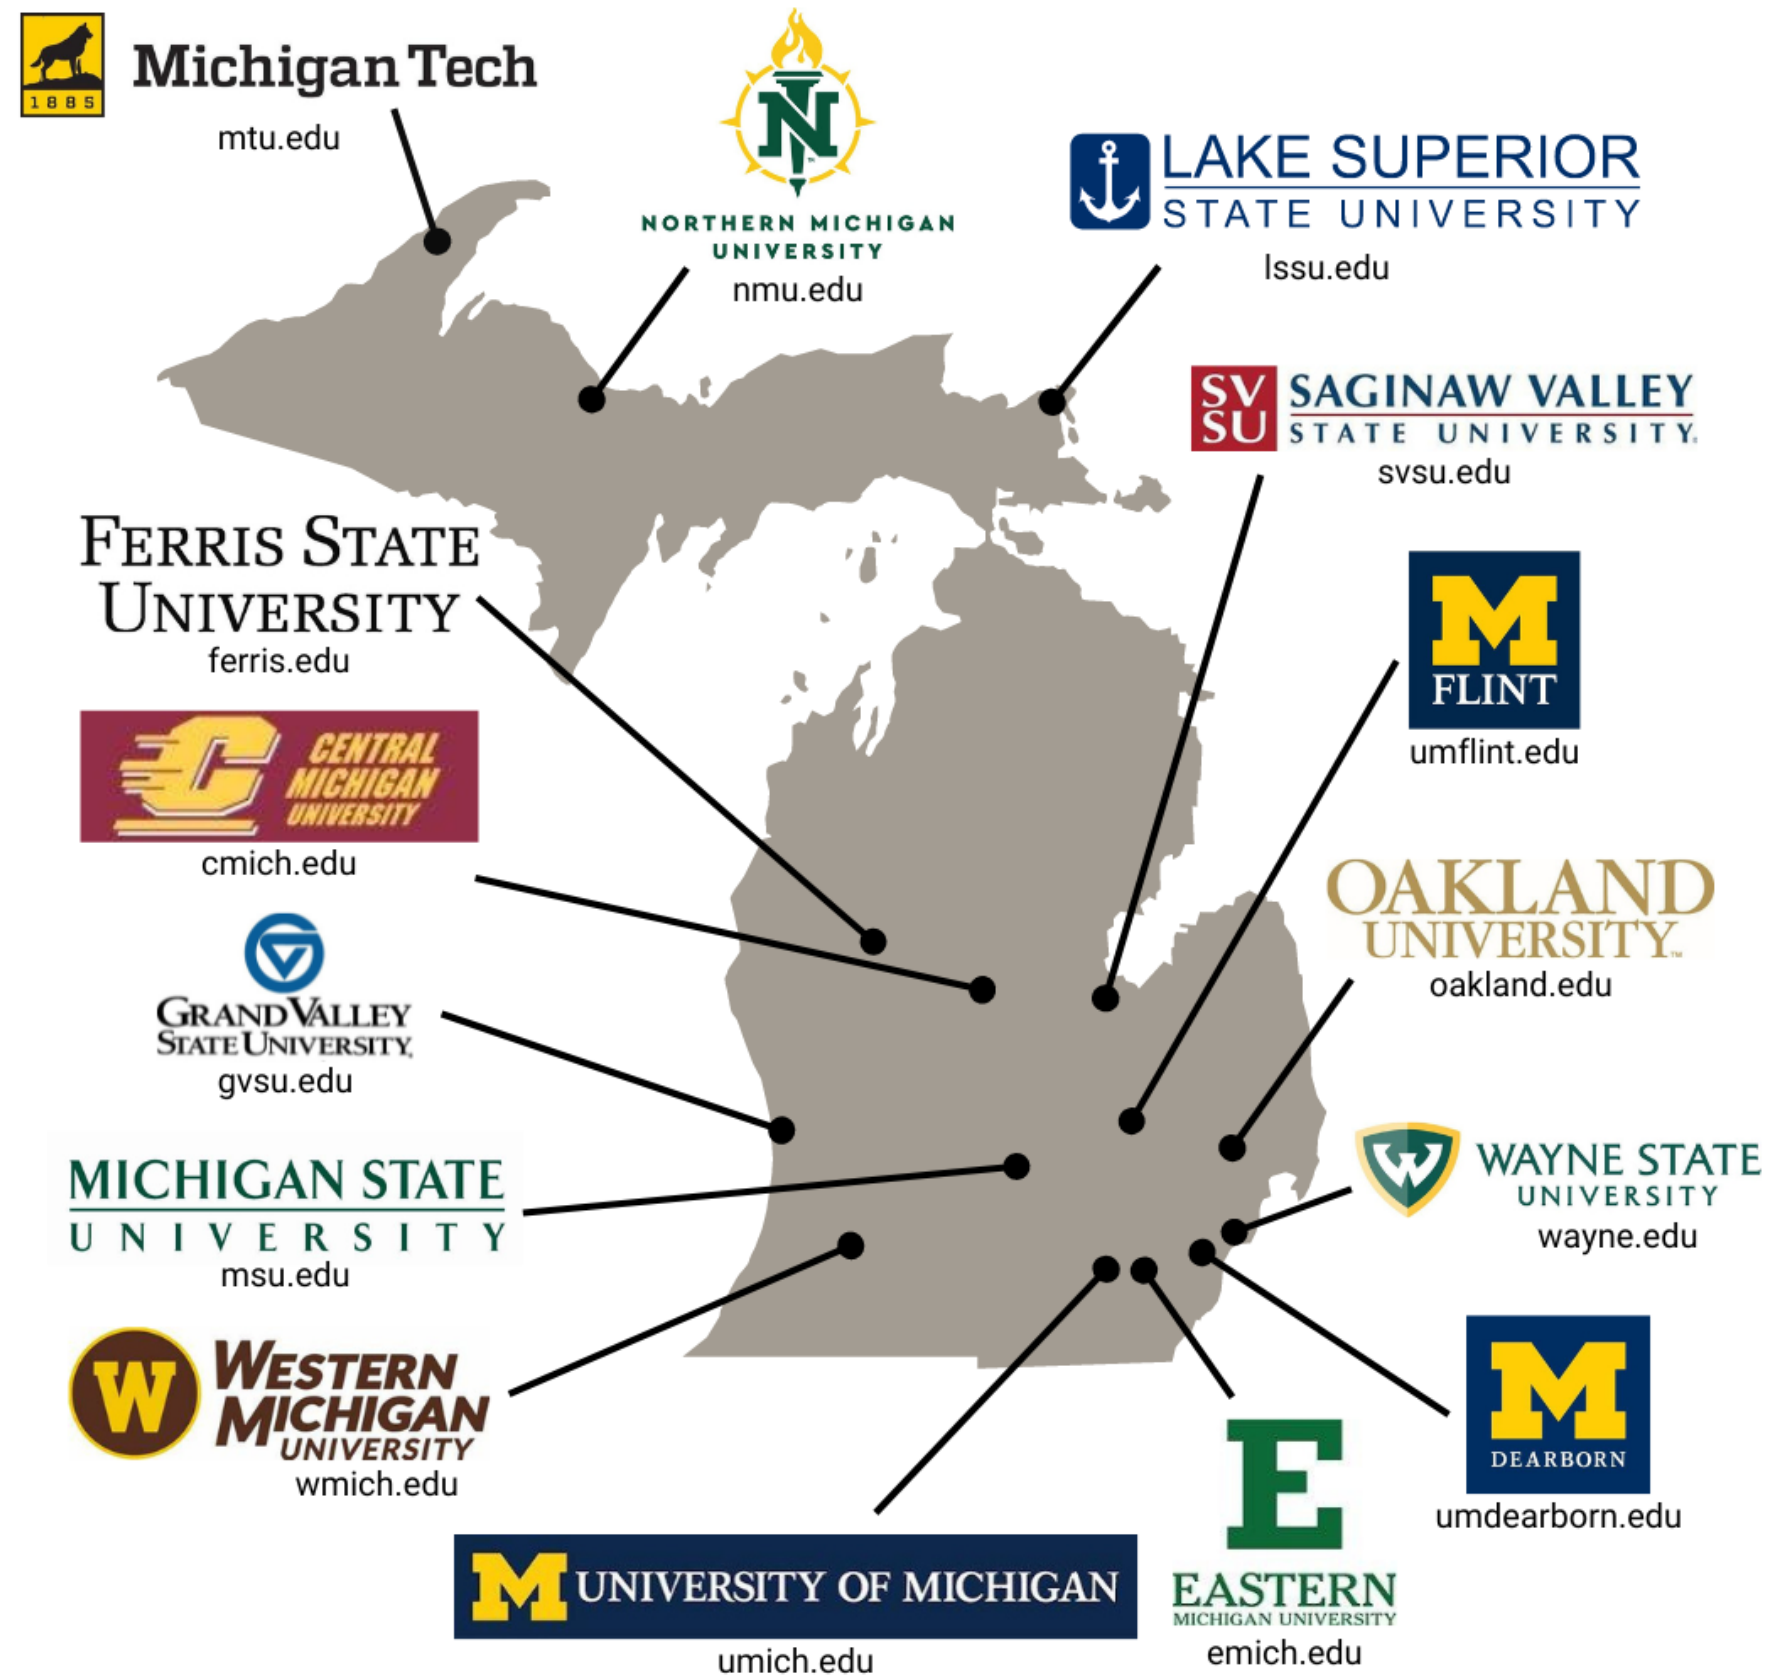 1885
Michigan Tech
mtu.edu
N
NORTHERN MICHIGAN
UNIVERSITY
nmu.edu
LAKE SUPERIOR
STATE UNIVERSITY
lssu.edu
SV
SU
SAGINAW VALLEY
STATE UNIVERSITY.
svsu.edu
FERRIS STATE
UNIVERSITY
ferris.edu
M
FLINT
umflint.edu
C
CENTRAL
MICHIGAN
UNIVERSITY
cmich.edu
OAKLAND
UNIVERSITY™
oakland.edu
GRAND VALLEY
STATE UNIVERSITY.
gvsu.edu
MICHIGAN STATE
UNIVERSITY
msu.edu
W
WAYNE STATE
UNIVERSITY
wayne.edu
W
WESTERN
MICHIGAN
UNIVERSITY
wmich.edu
M
DEARBORN
umdearborn.edu
M UNIVERSITY OF MICHIGAN
umich.edu
E
EASTERN
MICHIGAN UNIVERSITY
emich.edu